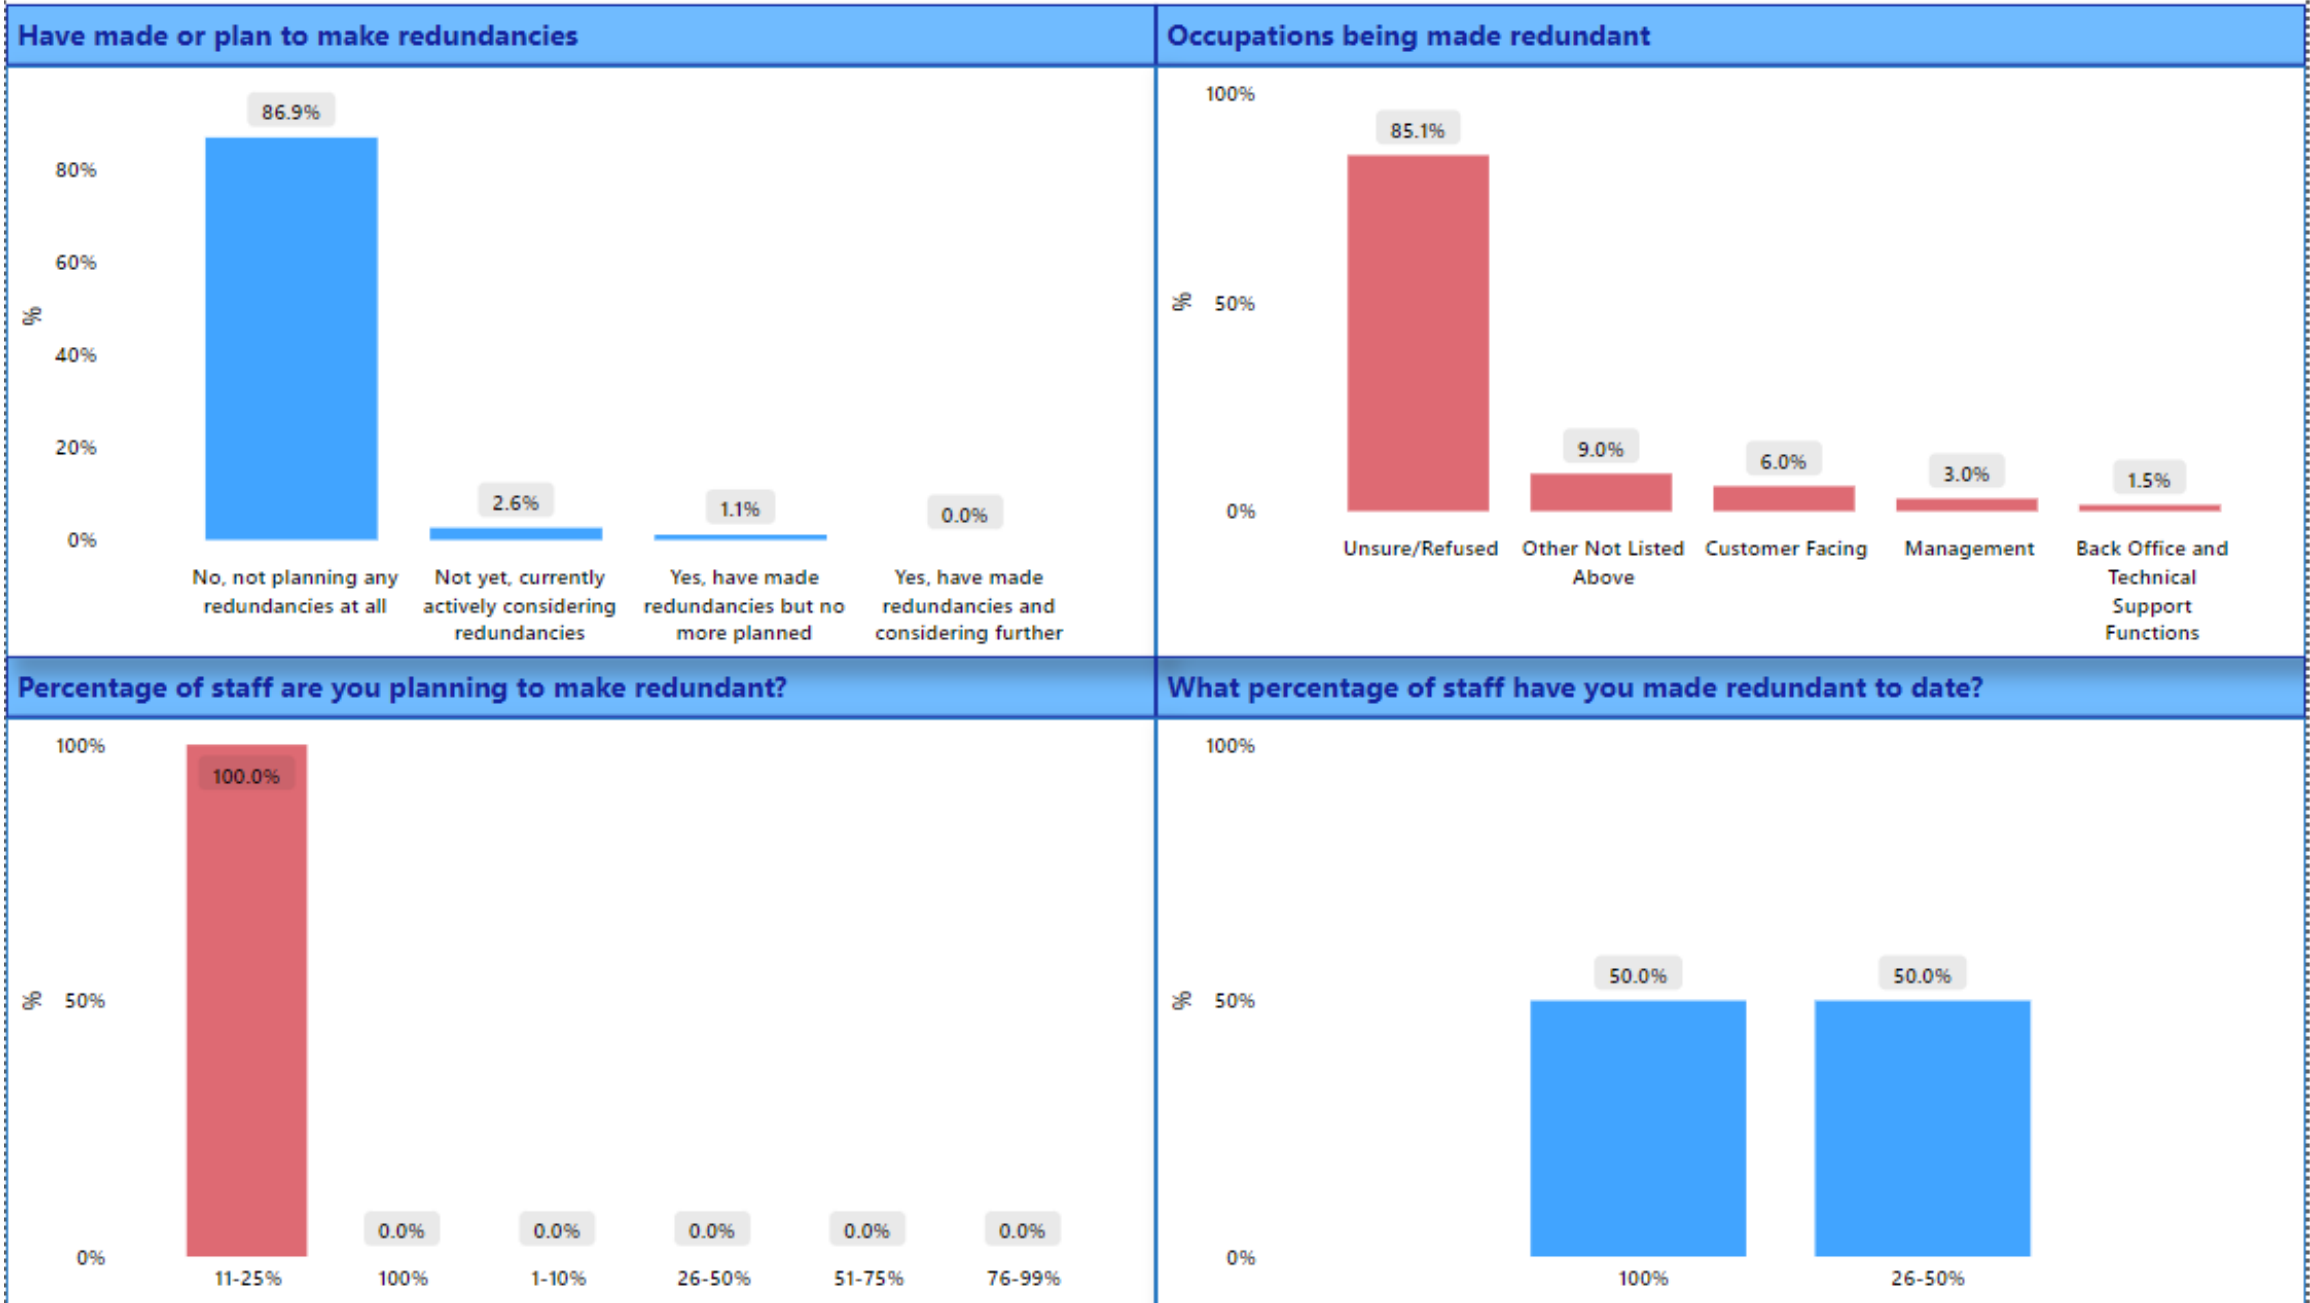 Have made or plan to make redundancies
86.9%
80%
60%
%
40%
20%
2.6%
1.1%
0.0%
0%
No, not planning any
redundancies at all
Not yet, currently
actively considering
redundancies
Yes, have made
redundancies but no
more planned
Yes, have made
redundancies and
considering further
Occupations being made redundant
100%
85.1%
% 50%
9.0%
6.0%
3.0%
1.5%
0%
Unsure/Refused
Other Not Listed
Above
Customer Facing
Management
Back Office and
Technical
Support
Functions
Percentage of staff are you planning to make redundant?
100%
100.0%
% 50%
0.0%
0.0%
0.0%
0.0%
0.0%
0%
11-25%
100%
1-10%
26-50%
51-75%
76-99%
What percentage of staff have you made redundant to date?
100%
50.0%
50.0%
% 50%
0%
100%
26-50%